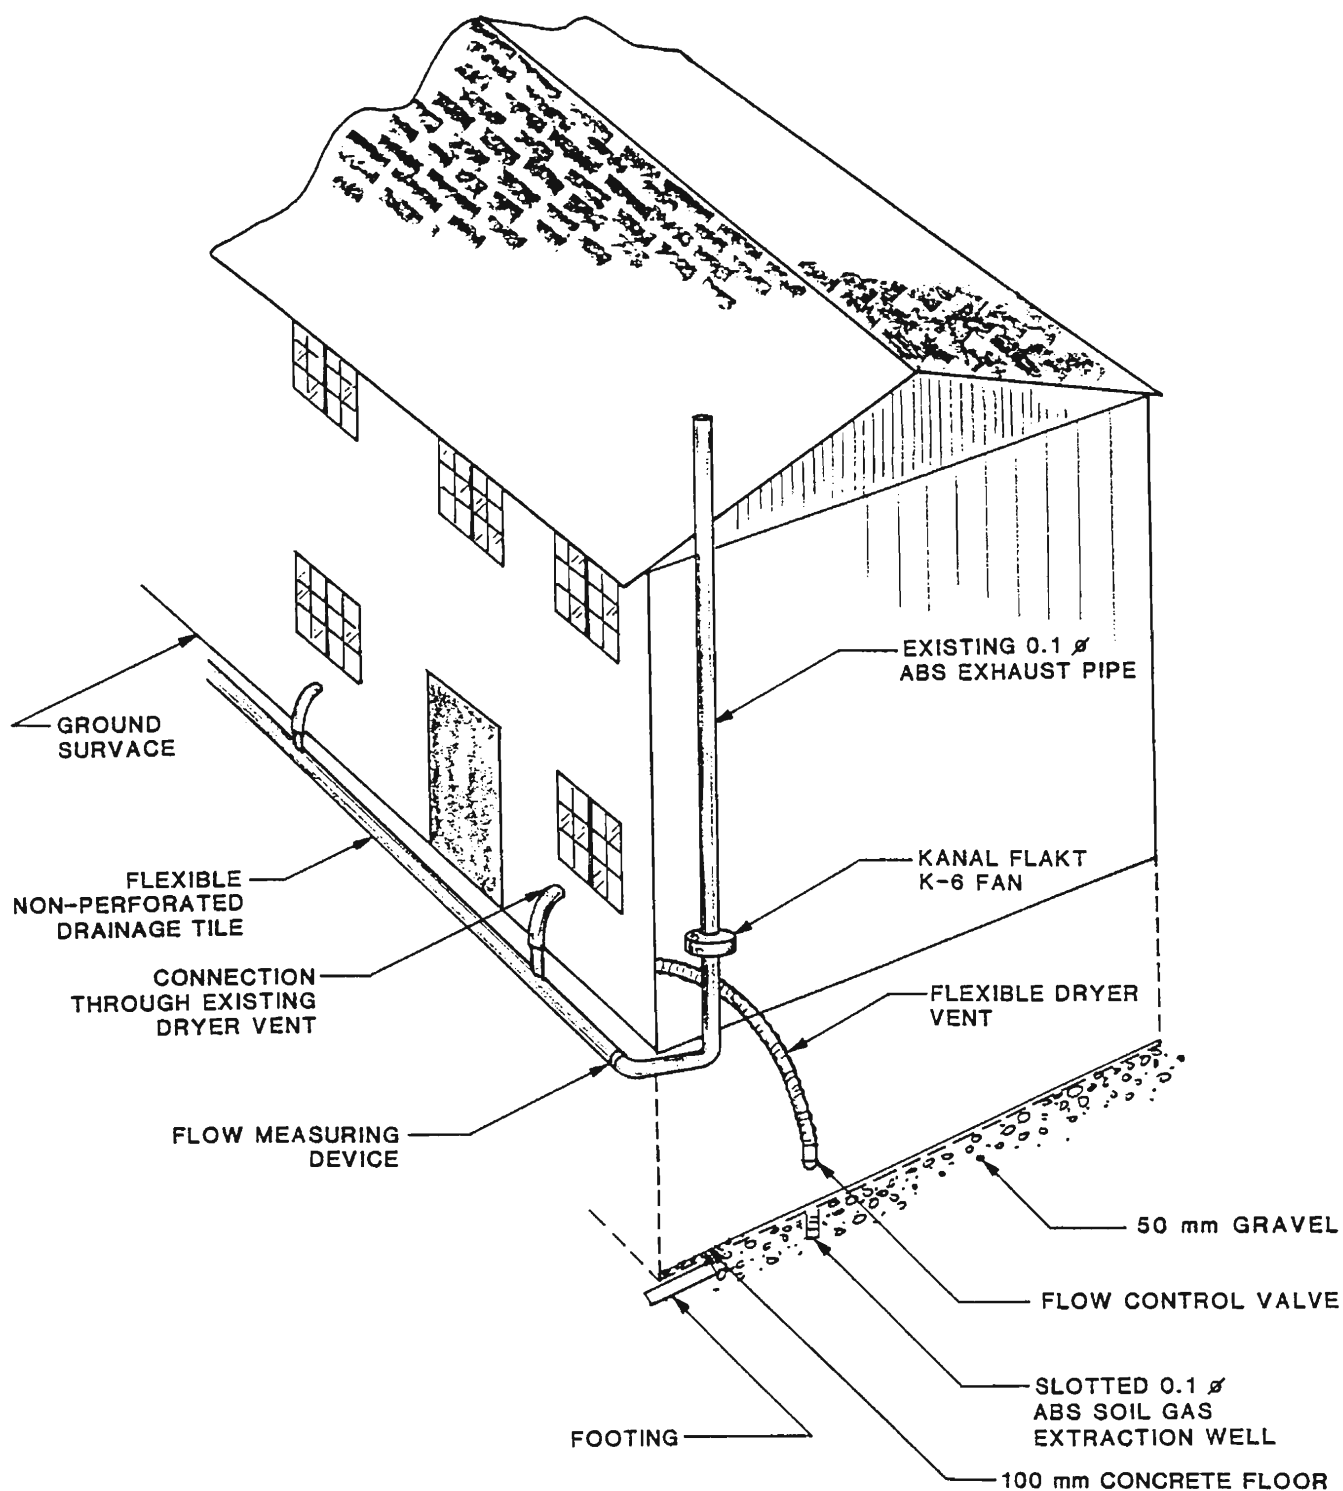 EXISTING 0.1 ⌀
ABS EXHAUST PIPE
GROUND
SURVACE
KANAL FLAKT
K-6 FAN
FLEXIBLE
NON-PERFORATED
DRAINAGE TILE
CONNECTION
THROUGH EXISTING
DRYER VENT
FLEXIBLE DRYER
VENT
FLOW MEASURING
DEVICE
50 mm GRAVEL
FLOW CONTROL VALVE
SLOTTED 0.1 ⌀
ABS SOIL GAS
EXTRACTION WELL
FOOTING
100 mm CONCRETE FLOOR